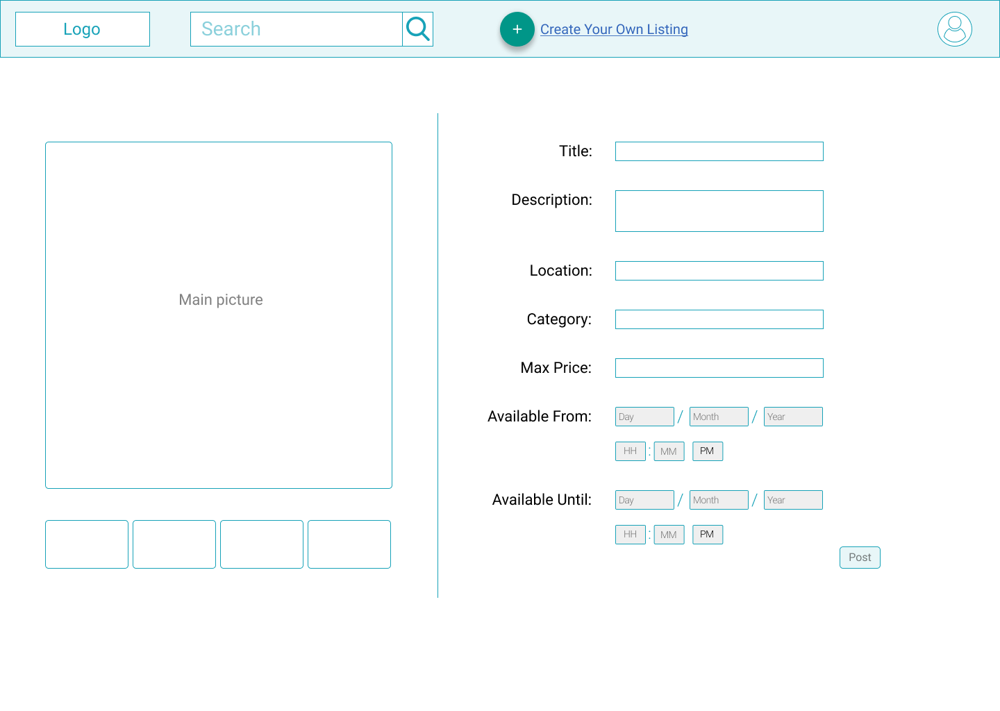 Logo
Search
+ Create Your Own Listing
Main picture
Title:
Description:
Location:
Category:
Max Price:
Available From: Day / Month / Year
HH : MM PM
Available Until: Day / Month / Year
HH : MM PM
Post